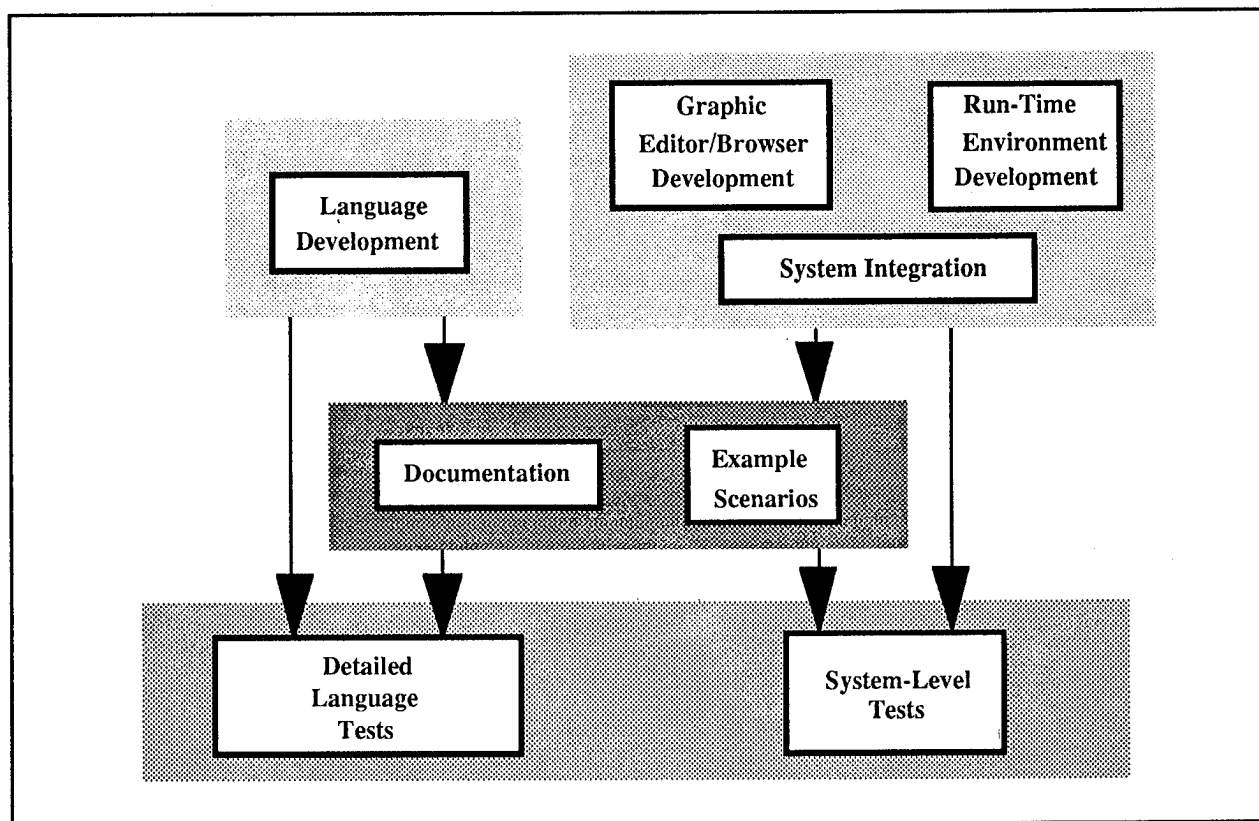 Graphic
Editor/Browser
Development
Run-Time
Environment
Development
Language
Development
System Integration
Documentation
Example
Scenarios
Detailed
Language
Tests
System-Level
Tests